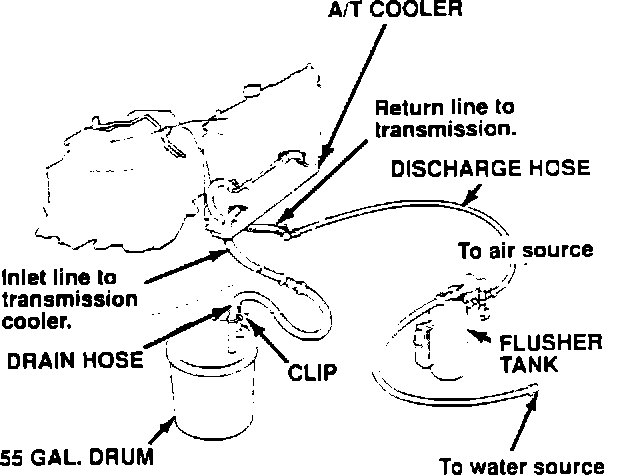 A/T COOLER
Return line to
transmission.
DISCHARGE HOSE
To air source
Inlet line to
transmission
cooler.
DRAIN HOSE
CLIP
FLUSHER
TANK
55 GAL. DRUM
To water source